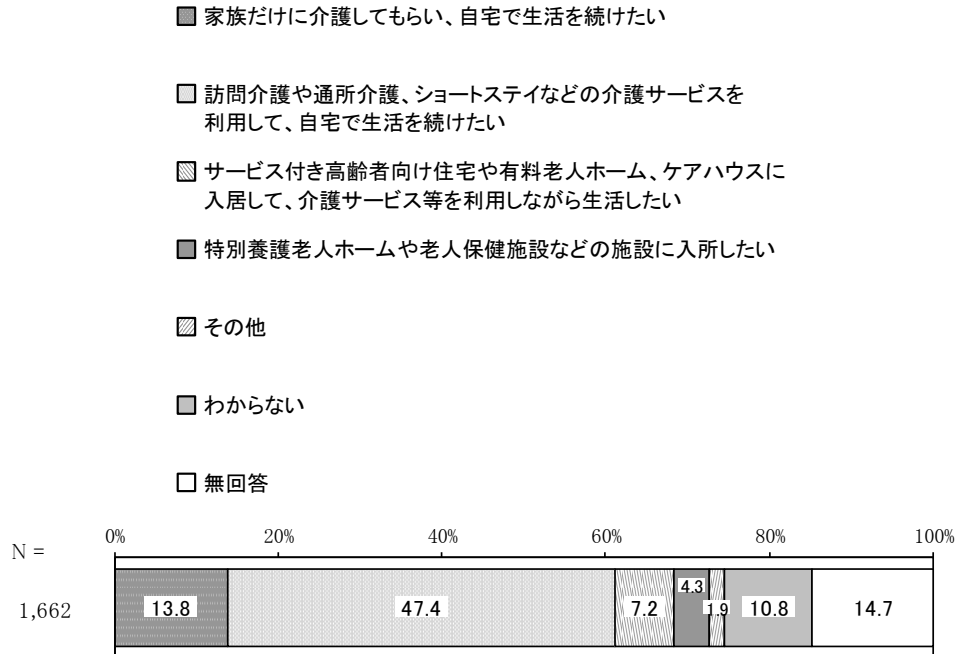 家族だけに介護してもらい、自宅で生活を続けたい
訪問介護や通所介護、ショートステイなどの介護サービスを
利用して、自宅で生活を続けたい
サービス付き高齢者向け住宅や有料老人ホーム、ケアハウスに
入居して、介護サービス等を利用しながら生活したい
特別養護老人ホームや老人保健施設などの施設に入所したい
その他
わからない
無回答
N = 0% 20% 40% 60% 80% 100%
1,662 13.8 47.4 7.2 4.3 1.9 10.8 14.7